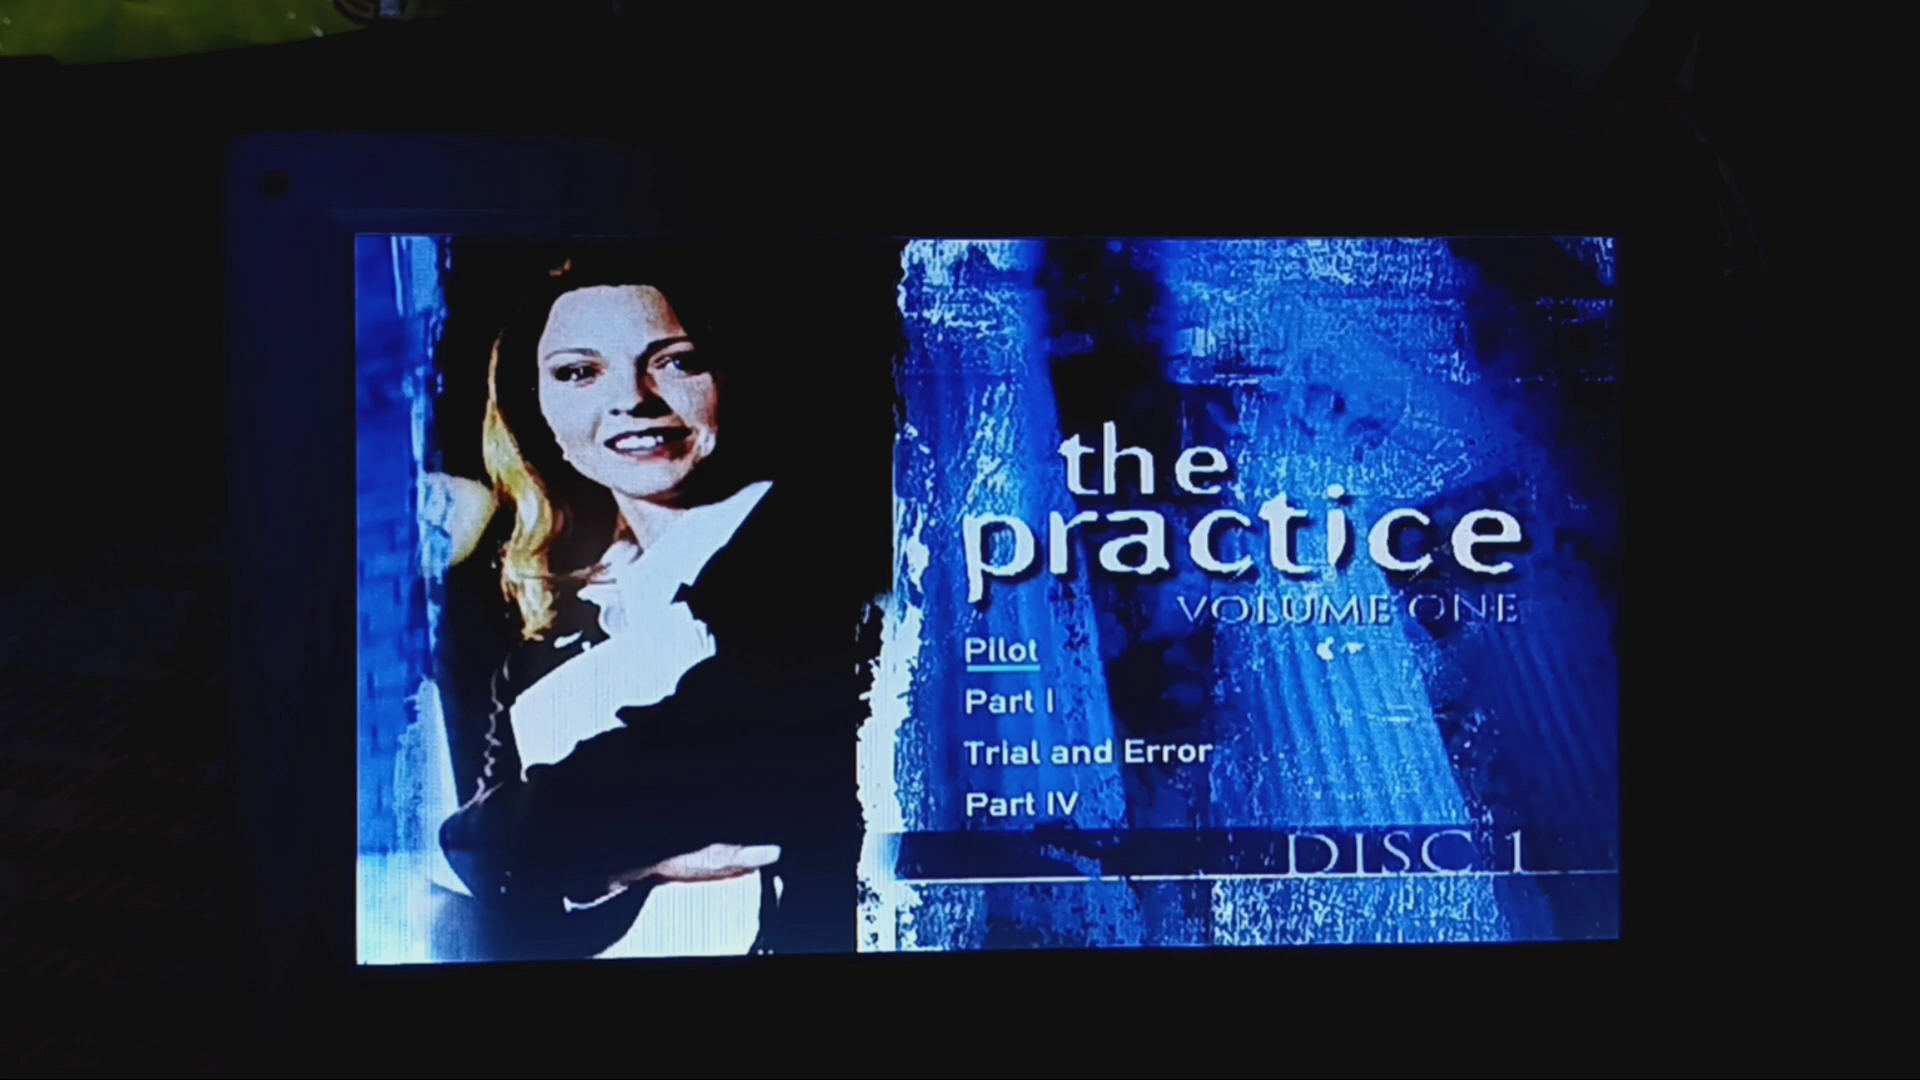 the
practice
VOLUME ONE
Pilot
Part I
Trial and Error
Part IV
DISC 1